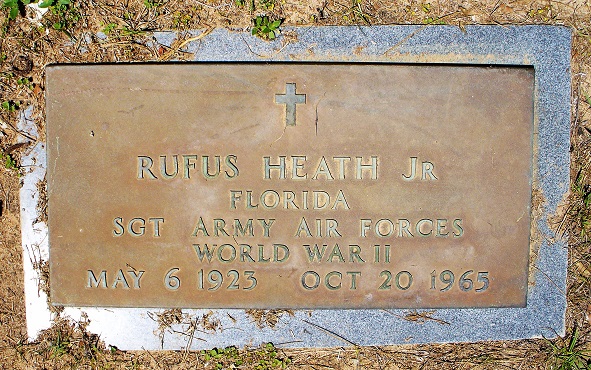 RUFUS HEATH JR
FLORIDA
SGT ARMY AIR FORCES
WORLD WAR II
MAY 6 1923 OCT 20 1965